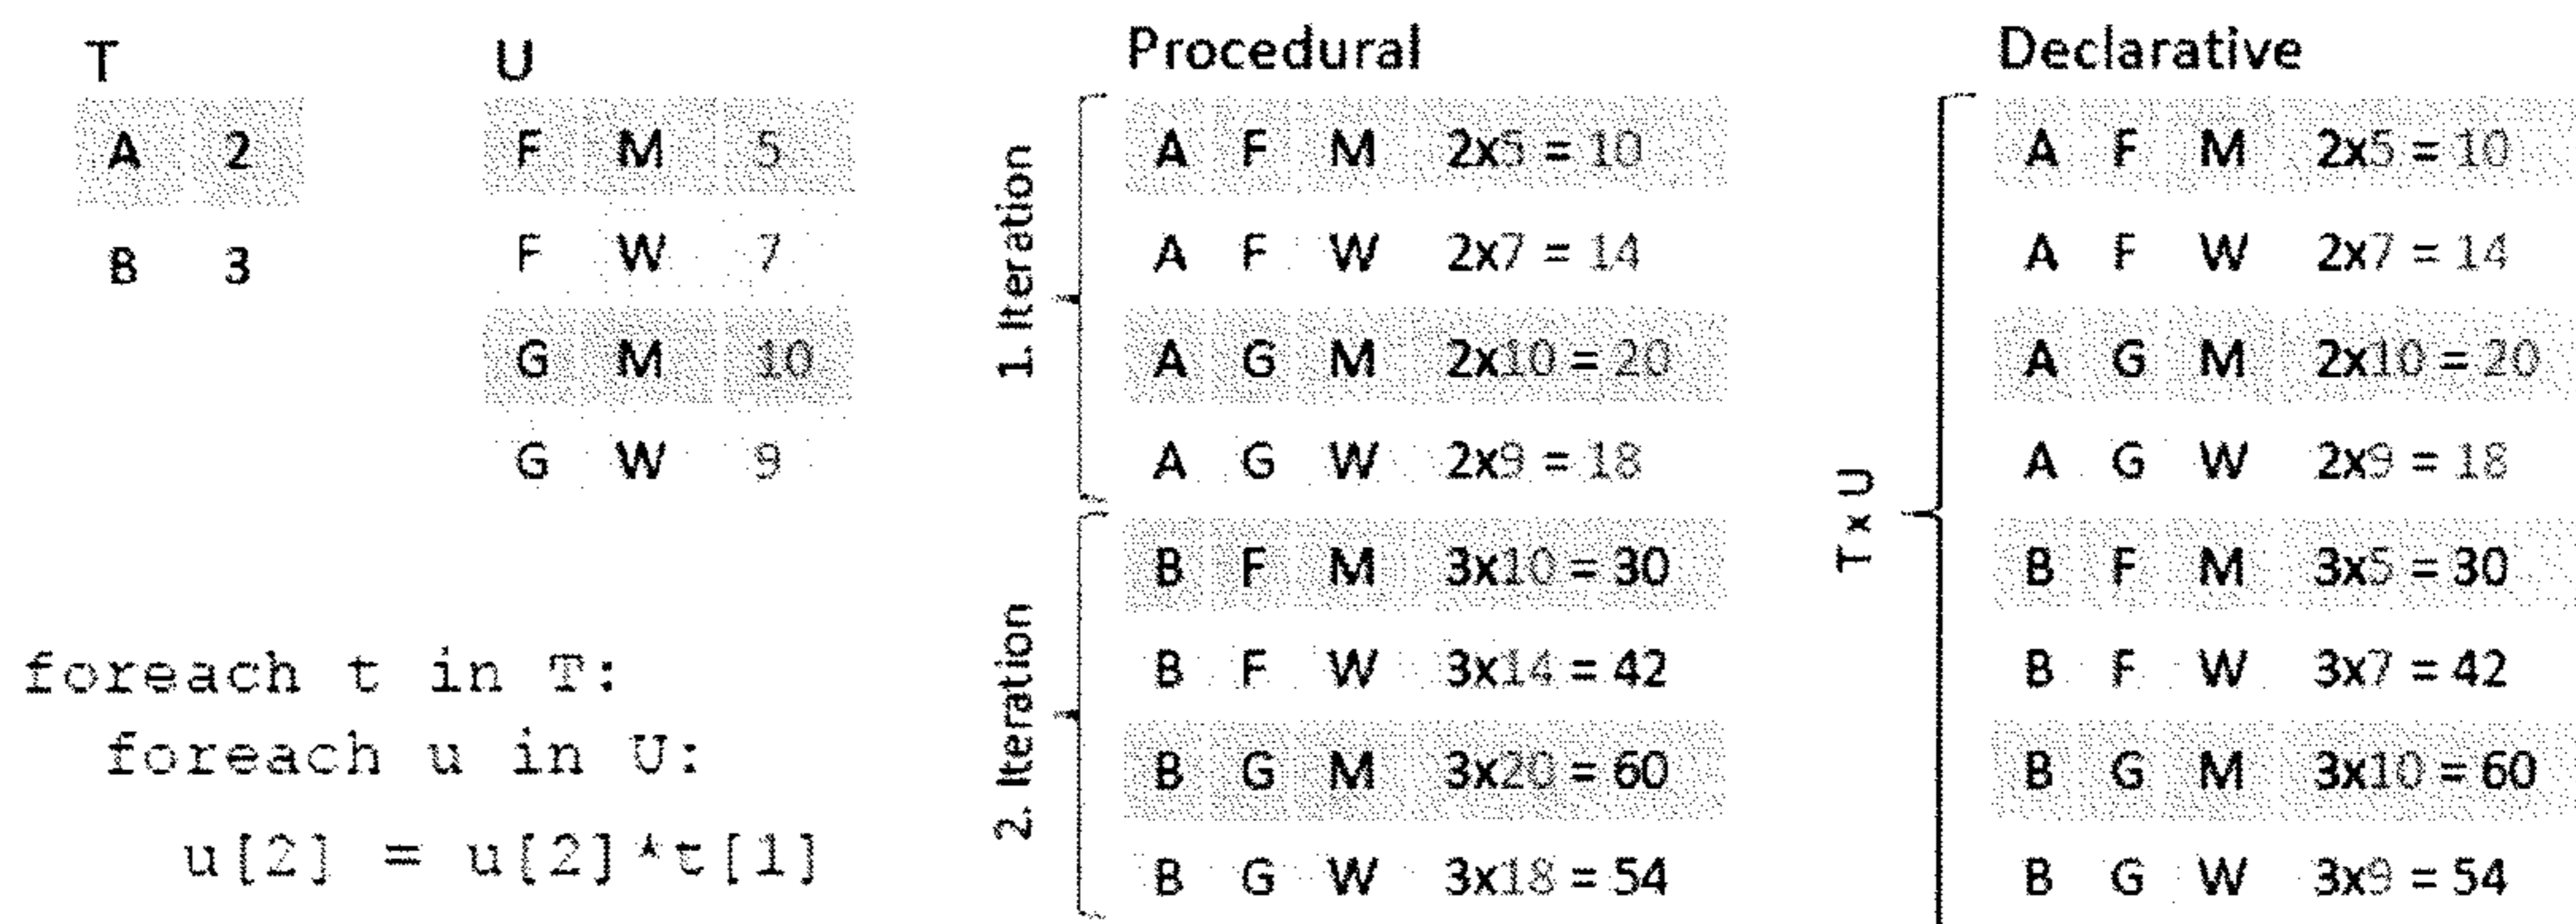 T
A 2
B 3
U
F M 5
F W 7
G M 10
G W 9
foreach t in T:
foreach u in U:
u[2] = u[2]*t[1]
Procedural
1. Iteration
A F M 2x5 = 10
A F W 2x7 = 14
A G M 2x10 = 20
A G W 2x9 = 18
2. Iteration
B F M 3x10 = 30
B F W 3x14 = 42
B G M 3x20 = 60
B G W 3x18 = 54
Declarative
T x U
A F M 2x5 = 10
A F W 2x7 = 14
A G M 2x10 = 20
A G W 2x9 = 18
B F M 3x5 = 30
B F W 3x7 = 42
B G M 3x10 = 60
B G W 3x9 = 54